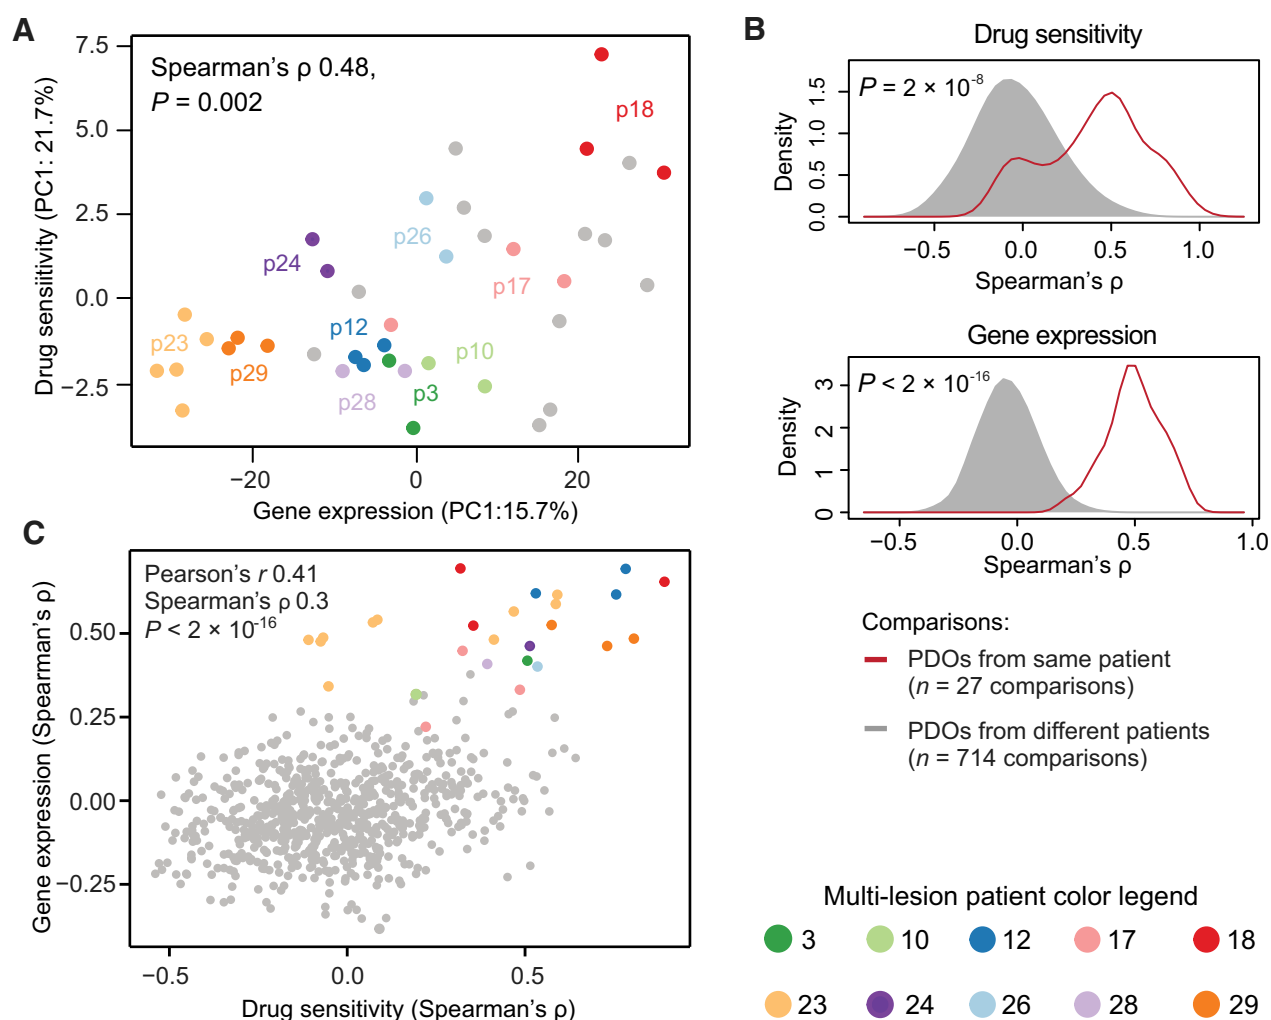 A
Spearman's ρ 0.48,
P = 0.002
p18
p26
p24
p17
p12
p23
p10
p29
p28
p3
7.5
5.0
2.5
0.0
−2.5
Drug sensiitivity (PC1: 21.7%)
−20
0
20
Gene expression (PC1:15.7%)
B
Drug sensitivity
P = 2 × 10-8
0.0
0.5
1.0
1.5
Density
−0.5
0.0
0.5
1.0
Spearman's ρ
Gene expression
P < 2 × 10-16
0
1
2
3
Density
−0.5
0.0
0.5
1.0
Spearman's ρ
C
Pearson's r 0.41
Spearman's ρ 0.3
P < 2 × 10-16
0.50
0.25
0.00
−0.25
Gene expression (Spearman's ρ)
−0.5
0.0
0.5
Drug sensitivity (Spearman's ρ)
Comparisons:
PDOs from same patient
(n = 27 comparisons)
PDOs from different patients
(n = 714 comparisons)
Multi-lesion patient color legend
3 10 12 17 18
23 24 26 28 29